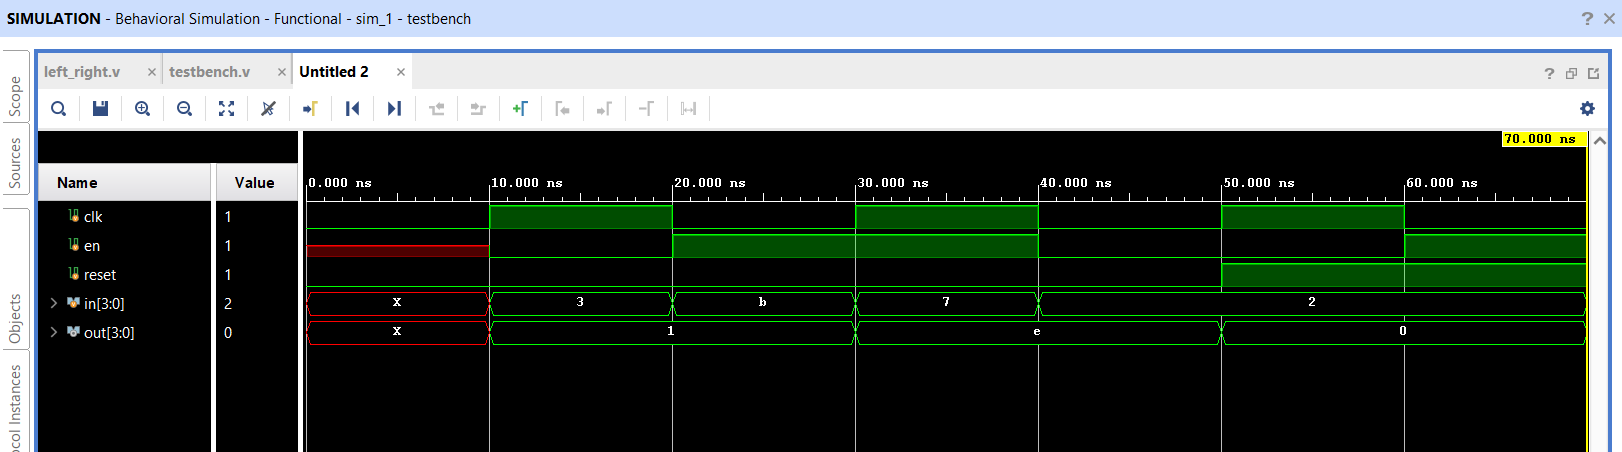 SIMULATION - Behavioral Simulation - Functional - sim_1 - testbench ? ×
Scope
Sources
Objects
ocol Instances
left_right.v × testbench.v × Untitled 2 × ?
70.000 ns
Name Value
0.000 ns 10.000 ns 20.000 ns 30.000 ns 40.000 ns 50.000 ns 60.000 ns
clk 1
en 1
reset 1
in[3:0] 2 X 3 b 7 2
out[3:0] 0 X 1 e 0